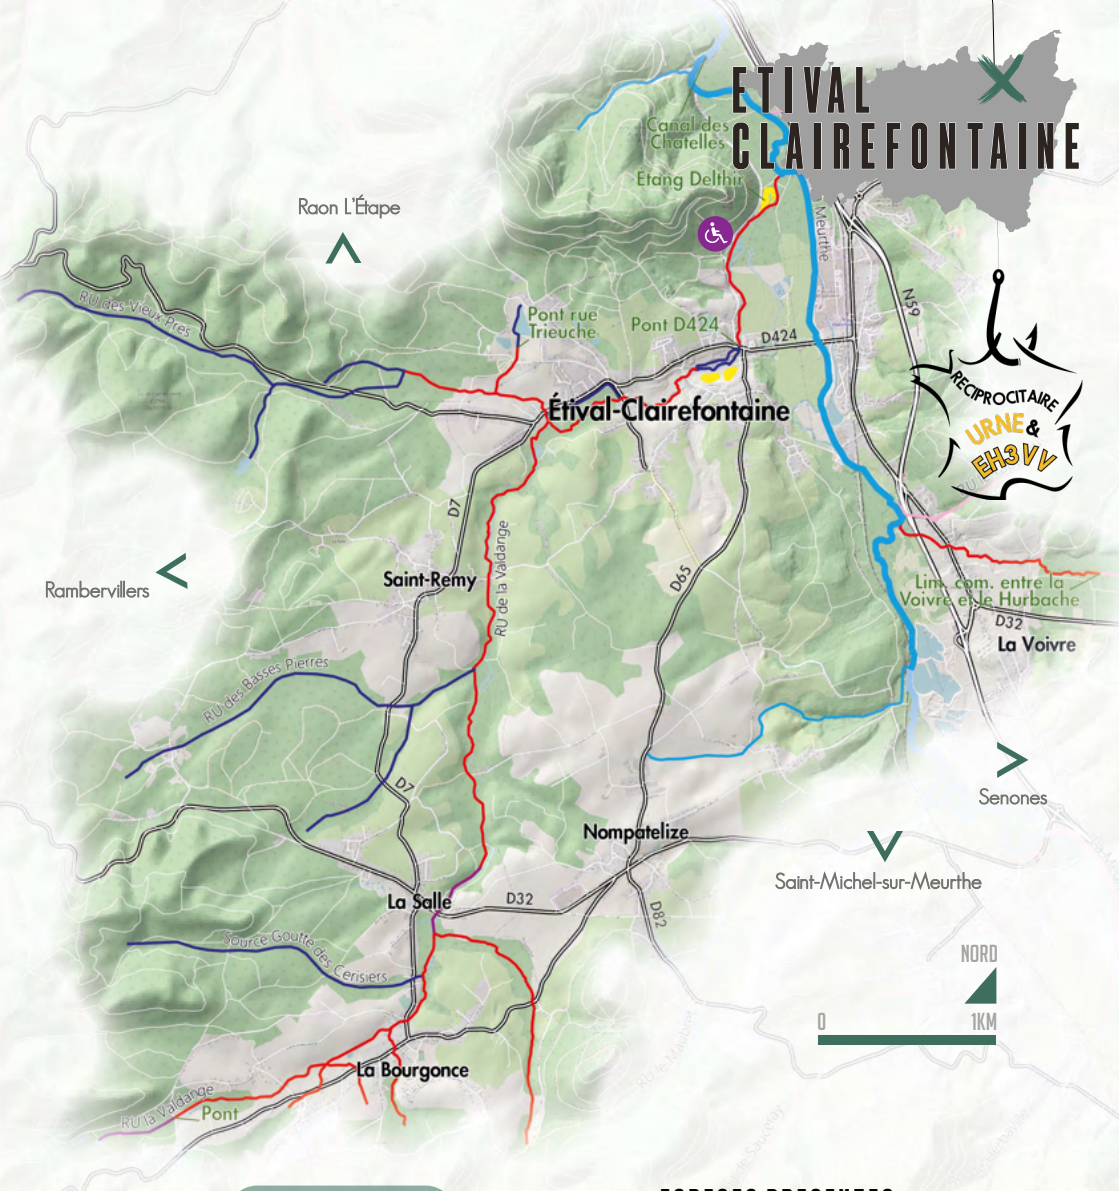 ETIVAL
CLAIREFONTAINE
Canal des
Chatelles
Etang Delthir
Raon L'Étape
Meurthe
N59
RU des Vieux Pres
Pont rue
Trieuche
Pont D424
D424
RÉCIPROCITAIRE
URNE &
EH3VV
Étival-Clairefontaine
D7
RU de la Valdange
Saint-Remy
D65
Rambervillers
Lim. com. entre la
Voivre et le Hurbache
D32
La Voivre
RU des Basses Pierres
D7
Senones
Nompatelize
Saint-Michel-sur-Meurthe
La Salle
D32
D82
Source Goutte des Cerisiers
NORD
0 1KM
La Bourgonce
RU la Valdange
Pont